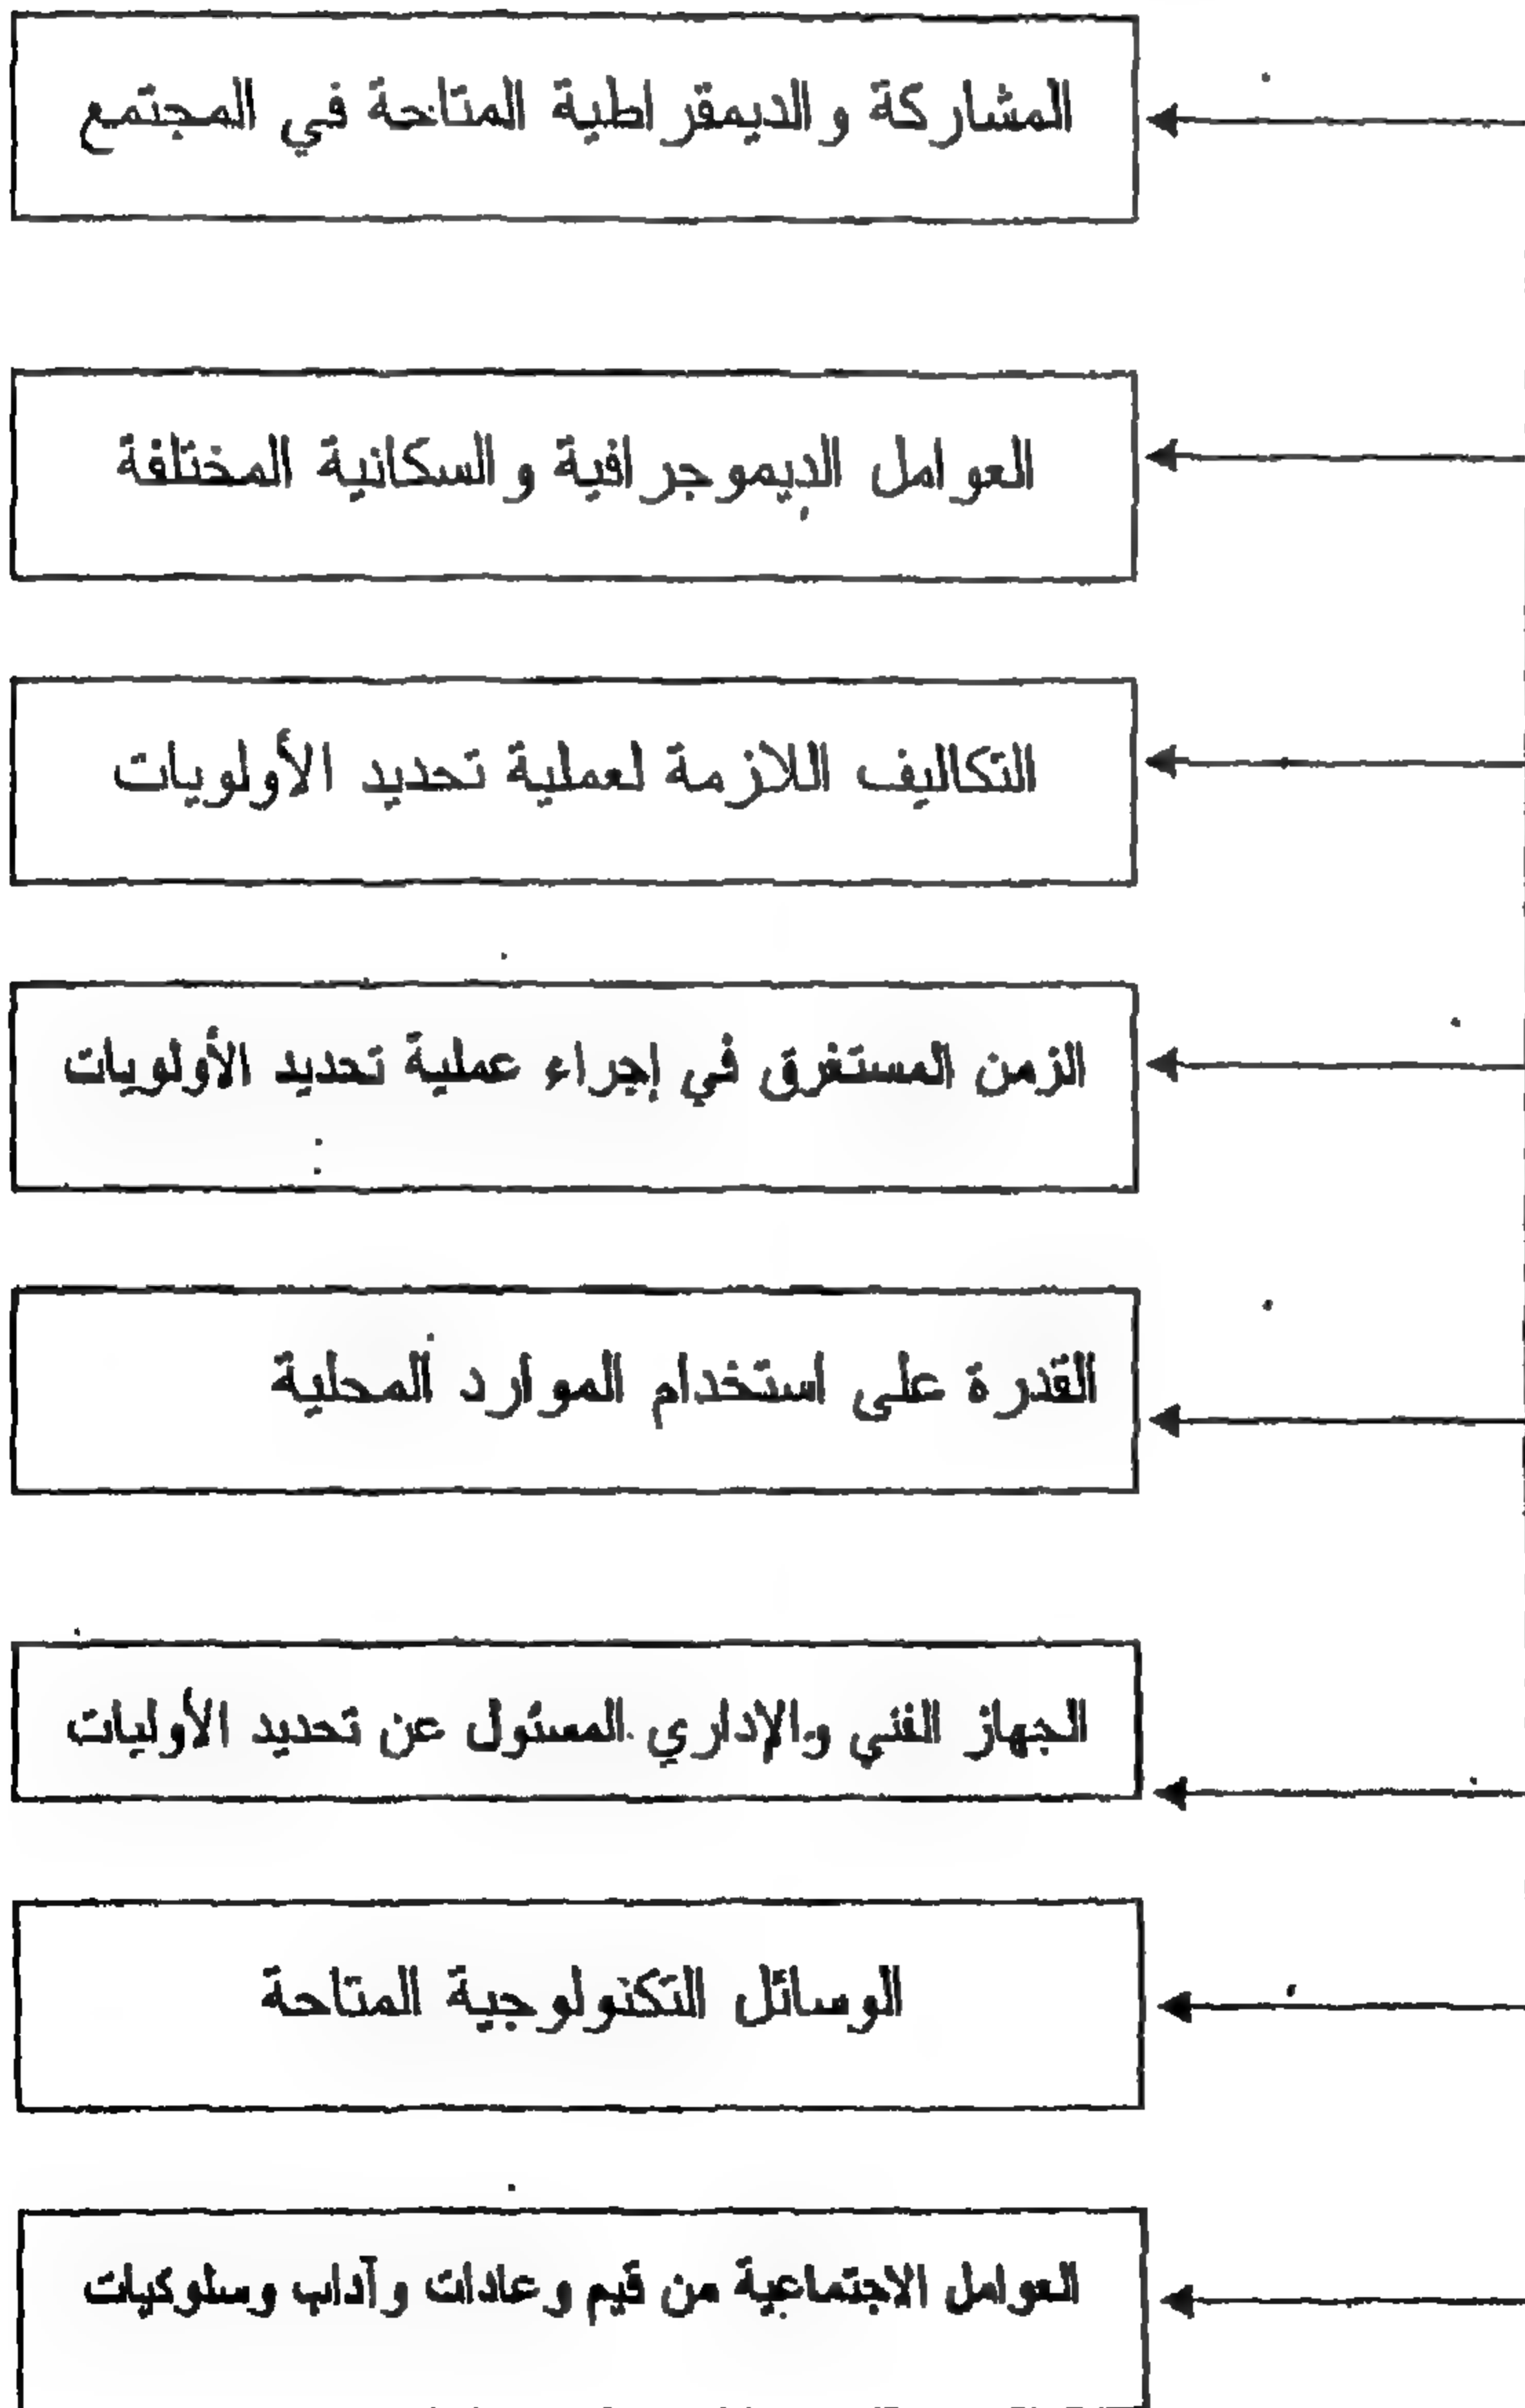 المشاركة والديمقراطية المتاحة في المجتمع
العوامل الديموجرافية والسكانية المختلفة
التكاليف اللازمة لعملية تحديد الأولويات
الزمن المستغرق في إجراء عملية تحديد الأولويات
القدرة على استخدام الموارد المحلية
الجهاز الفني والإداري المسئول عن تحديد الأوليات
الوسائل التكنولوجية المتاحة
العوامل الاجتماعية من قيم وعادات وآداب وسلوكيات